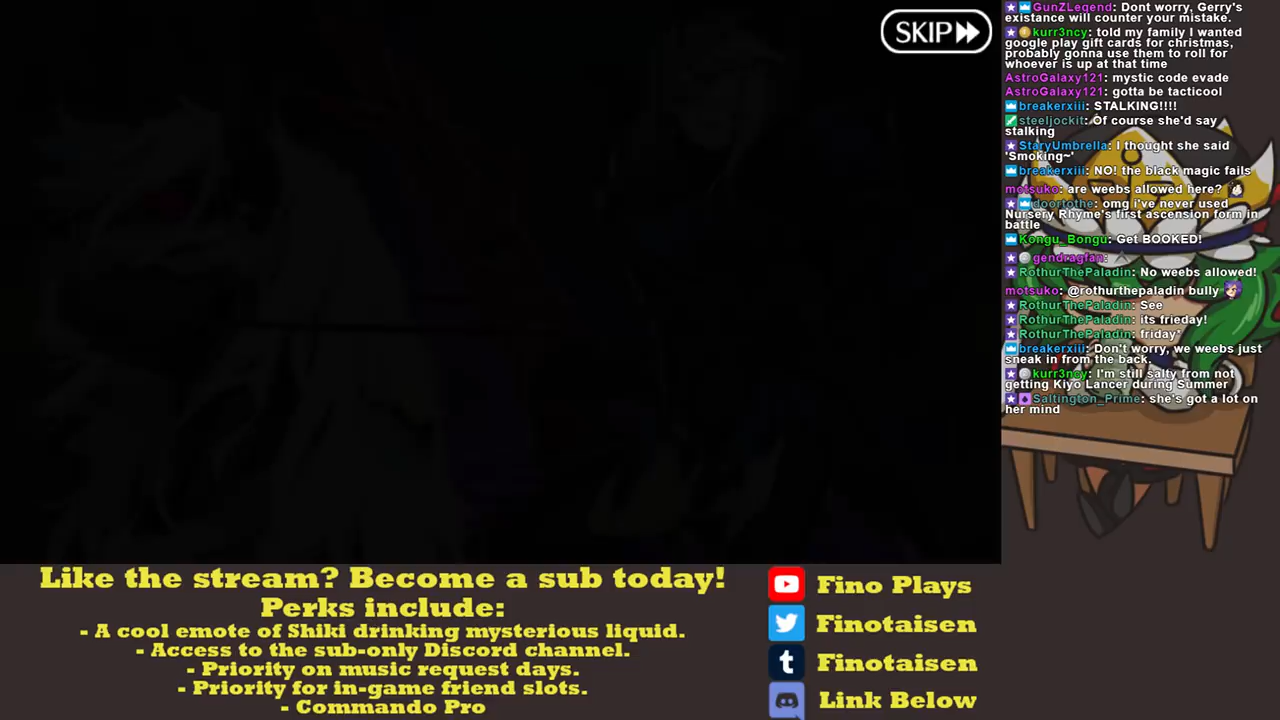 SKIP
GunZLegend: Dont worry, Gerry's
existance will counter your mistake.
kurr3ncy: told my family I wanted
google play gift cards for christmas,
probably gonna use them to roll for
whoever is up at that time
AstroGalaxy121: mystic code evade
AstroGalaxy121: gotta be tacticool
breakerxiii: STALKING!!!!
steeljockit: Of course she'd say
stalking
StaryUmbrella: I thought she said
'Smoking~'
breakerxiii: NO! the black magic fails
motsuko: are weebs allowed here?
doortothe: omg i've never used
Nursery Rhyme's first ascension form in
battle
Kongu_Bongu: Get BOOKED!
gendragfan:
RothurThePaladin: No weebs allowed!
motsuko: @rothurthepaladin bully
RothurThePaladin: See
RothurThePaladin: its frieday!
RothurThePaladin: friday*
breakerxiii: Don't worry, we weebs just
sneak in from the back.
kurr3ncy: I'm still salty from not
getting Kiyo Lancer during Summer
Saltington_Prime: she's got a lot on
her mind
Like the stream? Become a sub today!
Perks include:
- A cool emote of Shiki drinking mysterious liquid.
- Access to the sub-only Discord channel.
- Priority on music request days.
- Priority for in-game friend slots.
- Commando Pro
Fino Plays
Finotaisen
Finotaisen
Link Below